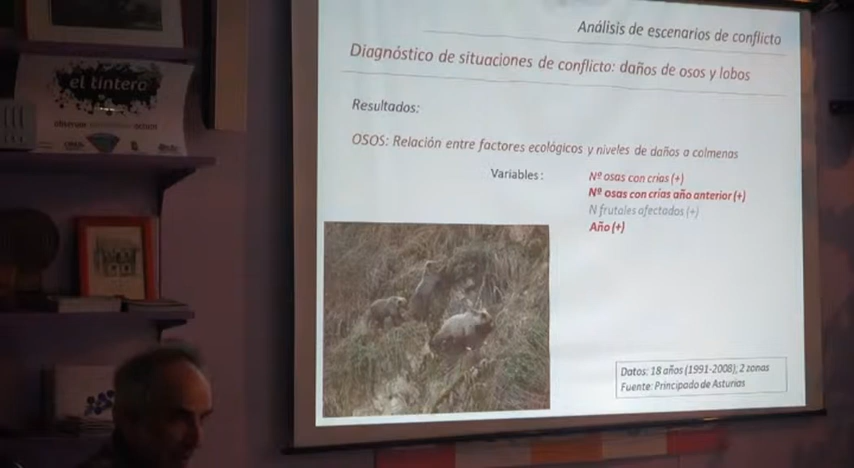 Análisis de escenarios de conflicto
Diagnóstico de situaciones de conflicto: daños de osos y lobos
Resultados:
OSOS: Relación entre factores ecológicos y niveles de daños a colmenas
Variables:
Nº osas con crías (+)
Nº osas con crías año anterior (+)
N frutales afectados (+)
Año (+)
Datos: 18 años (1991-2008); 2 zonas
Fuente: Principado de Asturias
el tintero